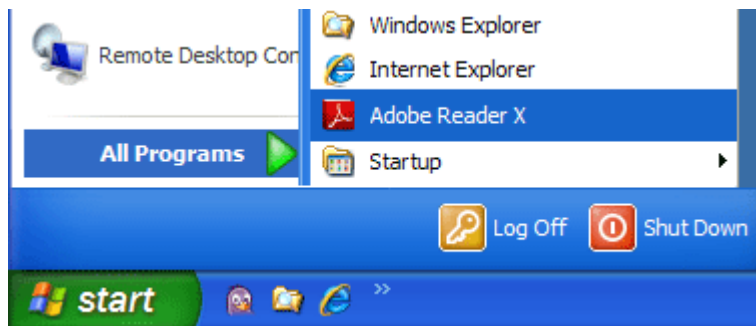 Windows Explorer
Remote Desktop Con
Internet Explorer
Adobe Reader X
All Programs
Startup
Log Off
Shut Down
start